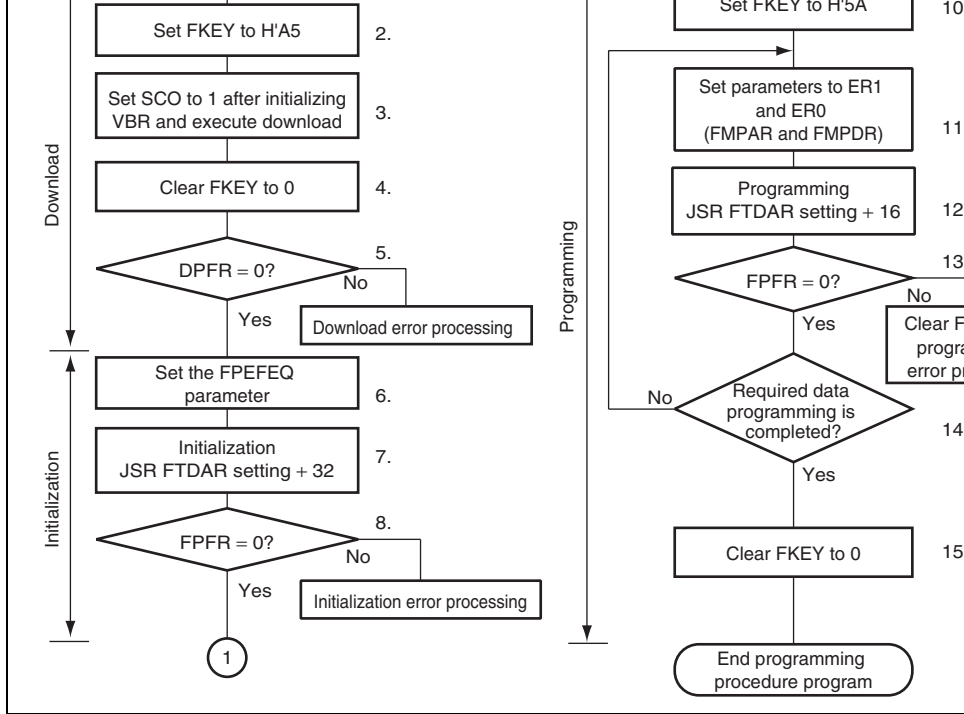 Set FKEY to H'A5
2.
Set SCO to 1 after initializing
VBR and execute download
3.
Clear FKEY to 0
4.
DPFR = 0?
5.
No
Yes
Download error processing
Download
Set the FPEFEQ
parameter
6.
Initialization
JSR FTDAR setting + 32
7.
FPFR = 0?
8.
No
Yes
Initialization error processing
Initialization
1
Set FKEY to H'5A
10
Set parameters to ER1
and ER0
(FMPAR and FMPDR)
11
Programming
JSR FTDAR setting + 16
12
FPFR = 0?
13
No
Yes
Clear F
progra
error pr
Required data
programming is
completed?
No
14
Yes
Clear FKEY to 0
15
Programming
End programming
procedure program